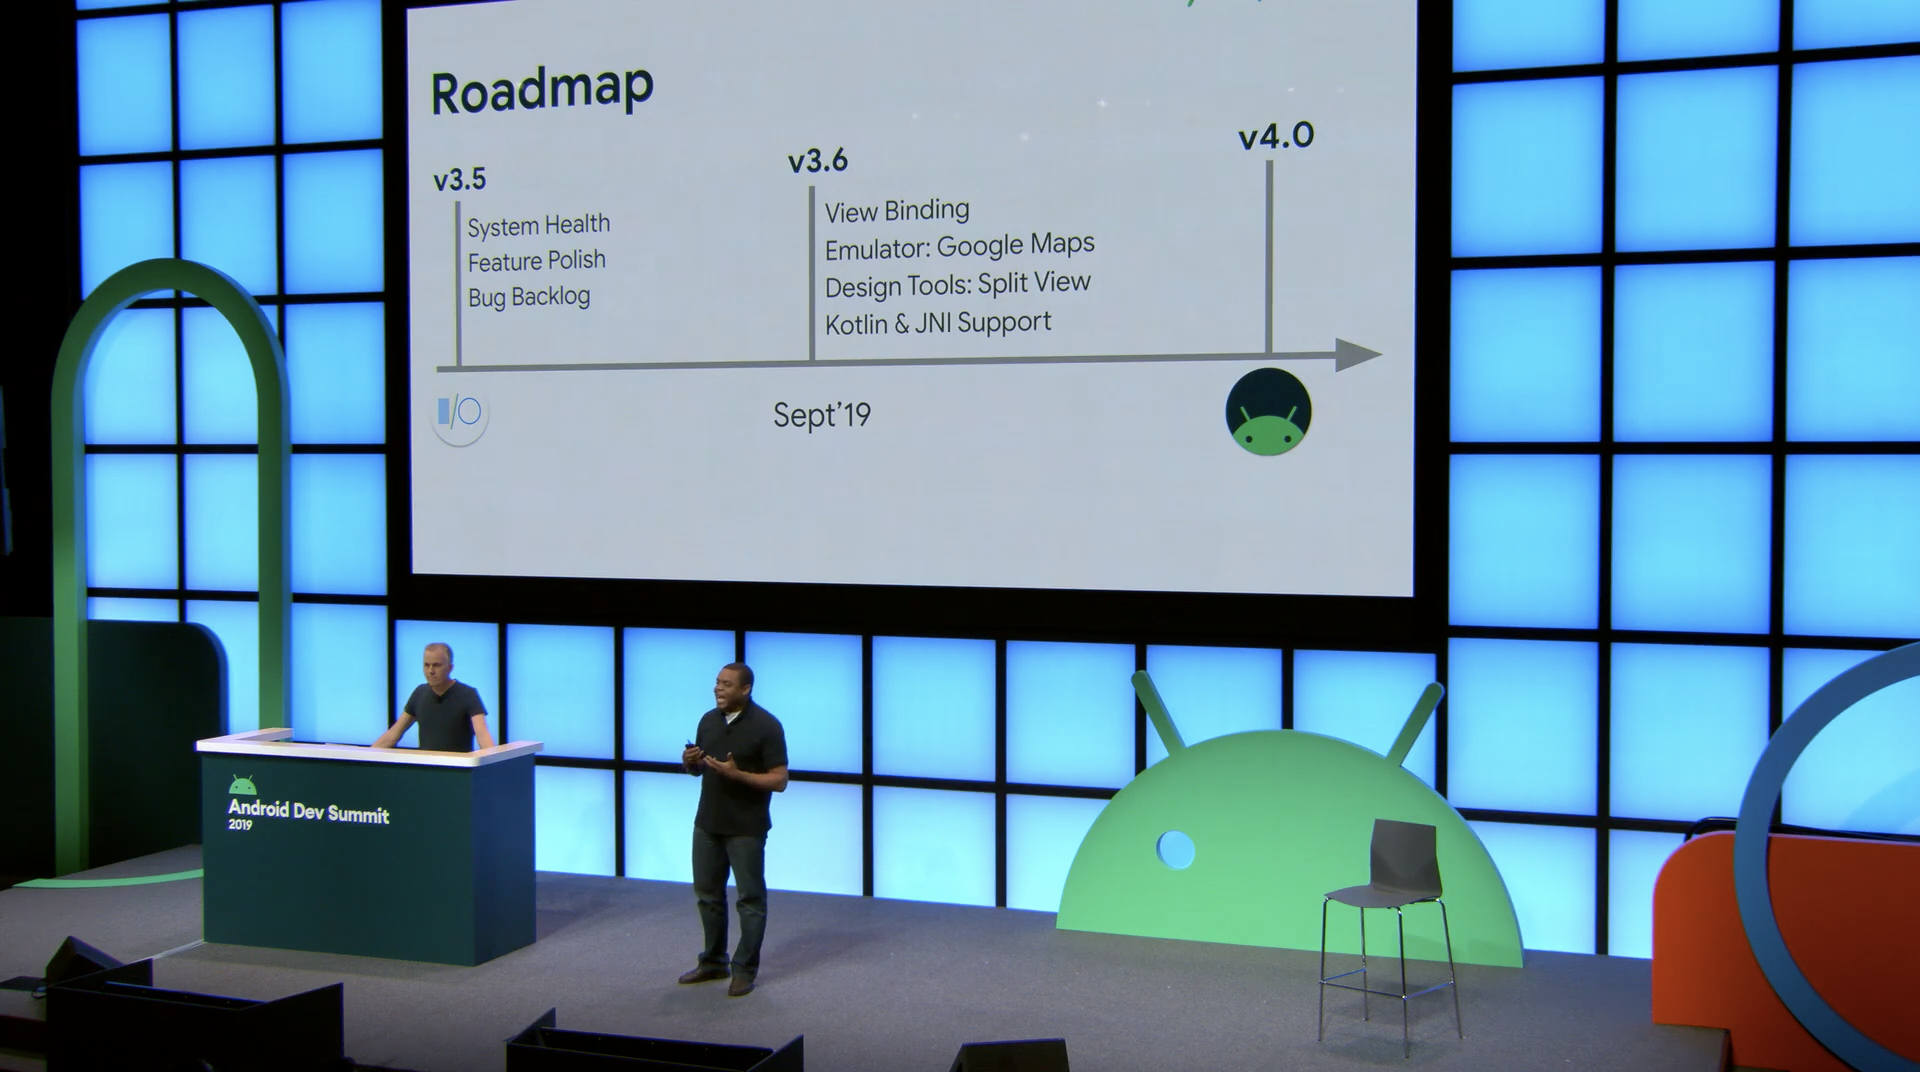 Roadmap
v3.5
System Health
Feature Polish
Bug Backlog
v3.6
View Binding
Emulator: Google Maps
Design Tools: Split View
Kotlin & JNI Support
v4.0
I/O
Sept'19
Android Dev Summit
2019